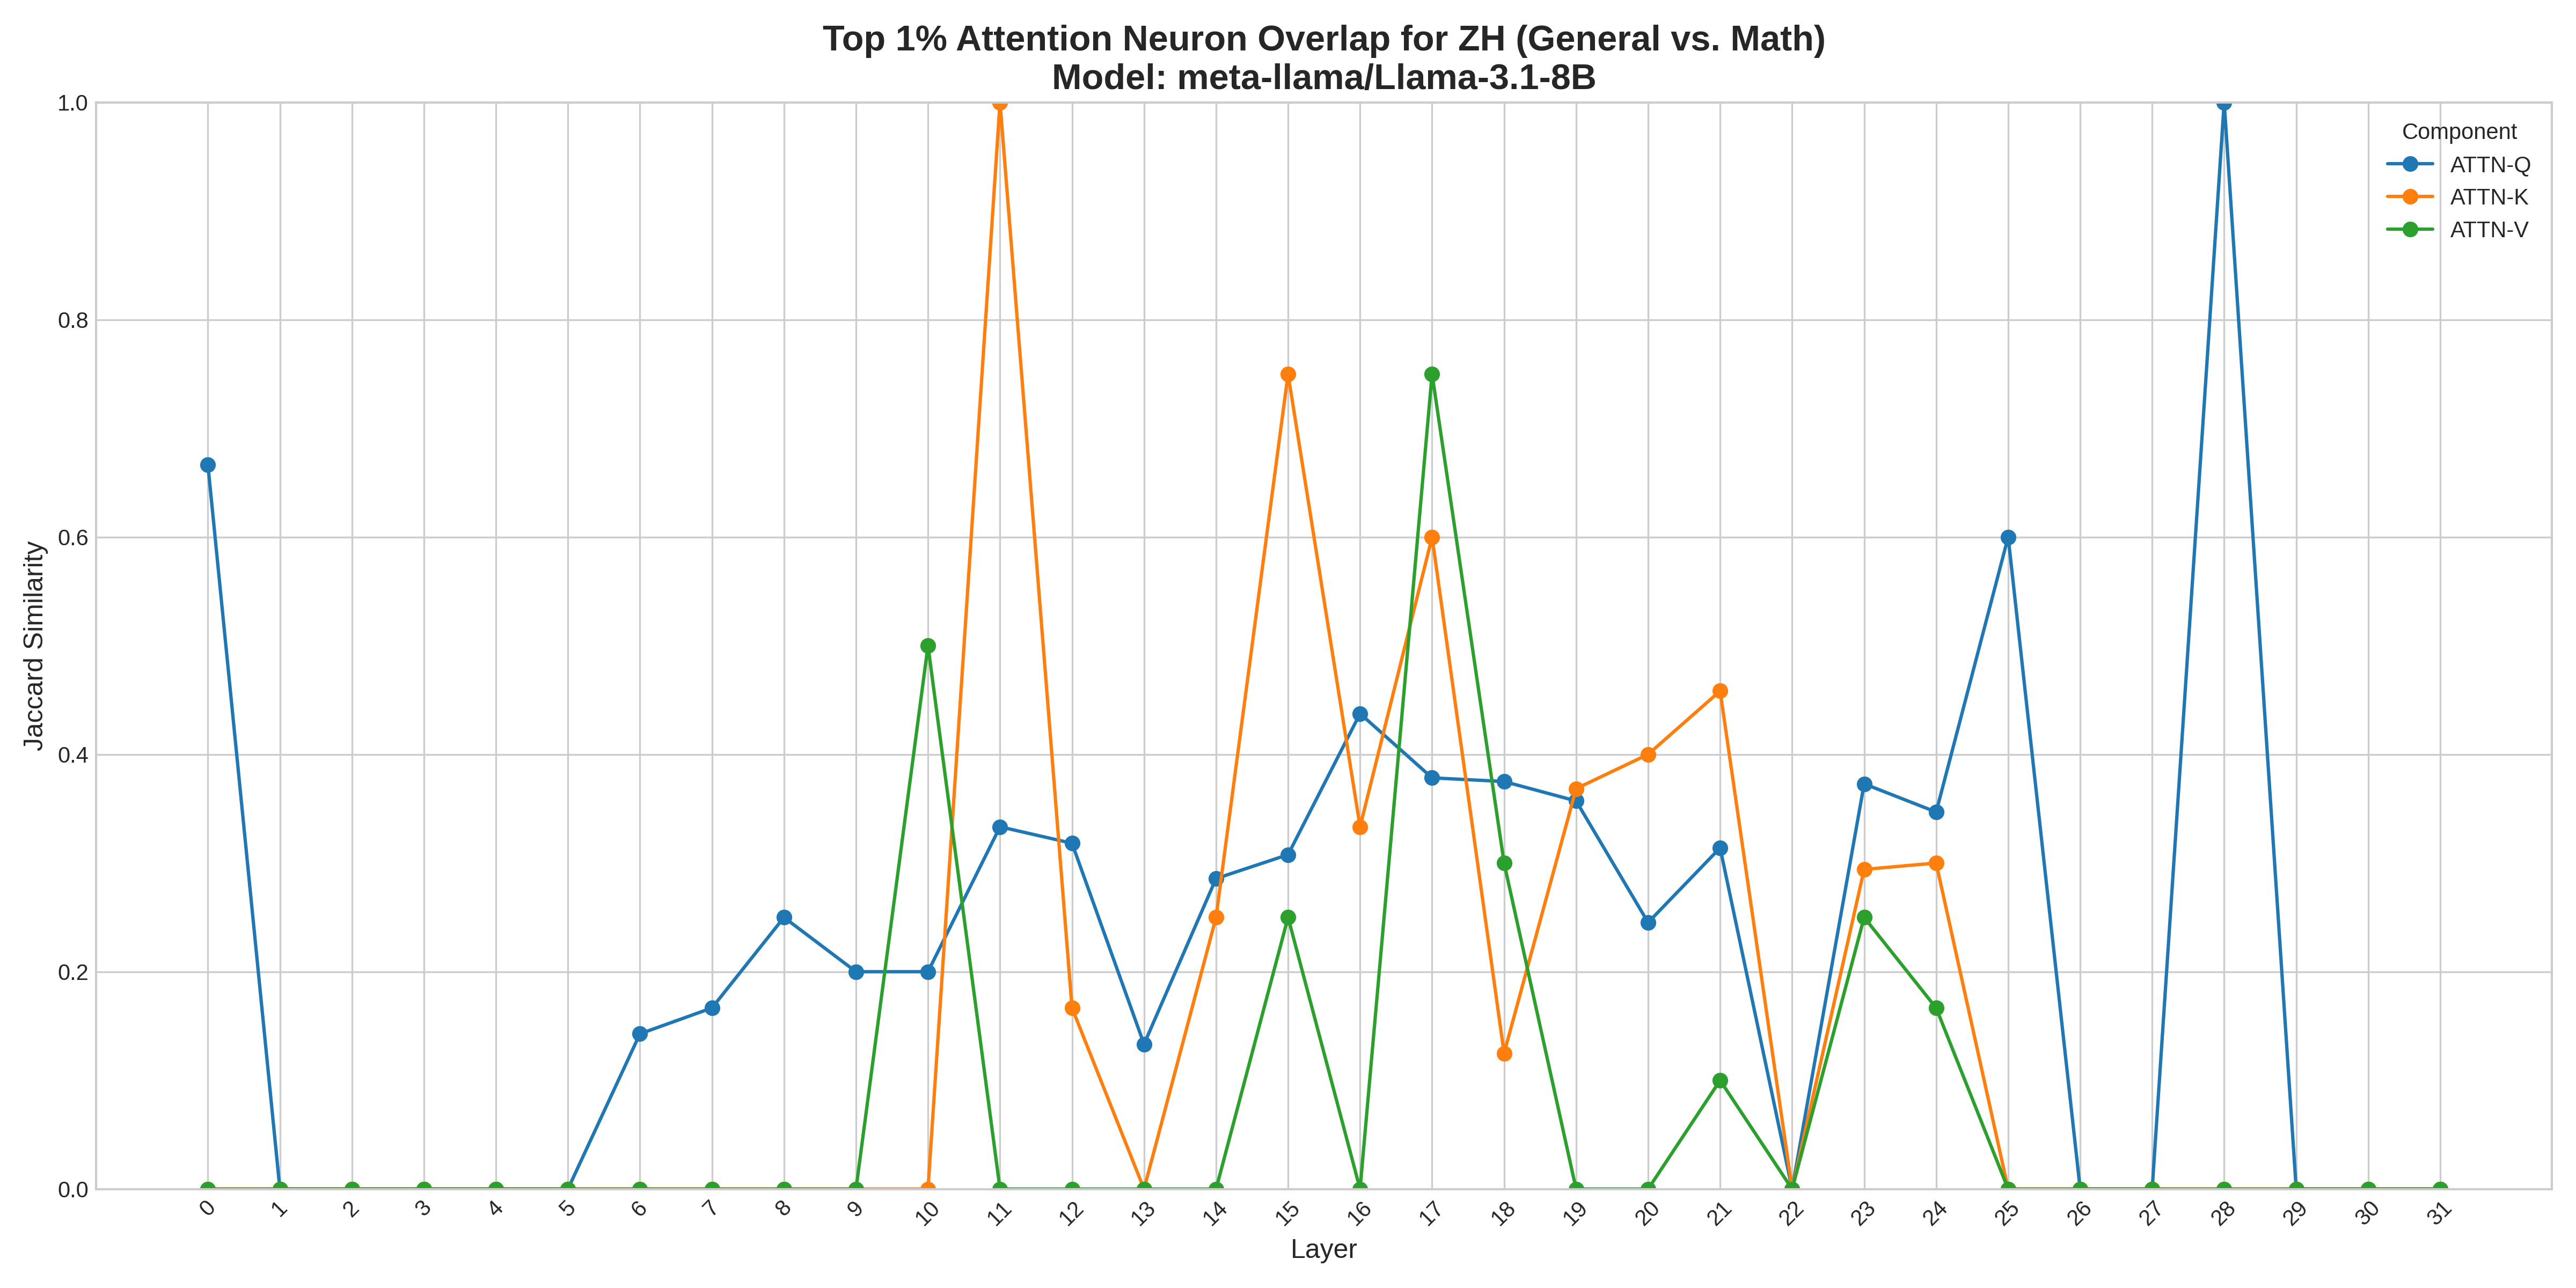 Top 1% Attention Neuron Overlap for ZH (General vs. Math)
Model: meta-llama/Llama-3.1-8B
Component
ATTN-Q
ATTN-K
ATTN-V
Jaccard Similarity
1.0
0.8
0.6
0.4
0.2
0.0
0 1 2 3 4 5 6 7 8 9 10 11 12 13 14 15 16 17 18 19 20 21 22 23 24 25 26 27 28 29 30 31
Layer